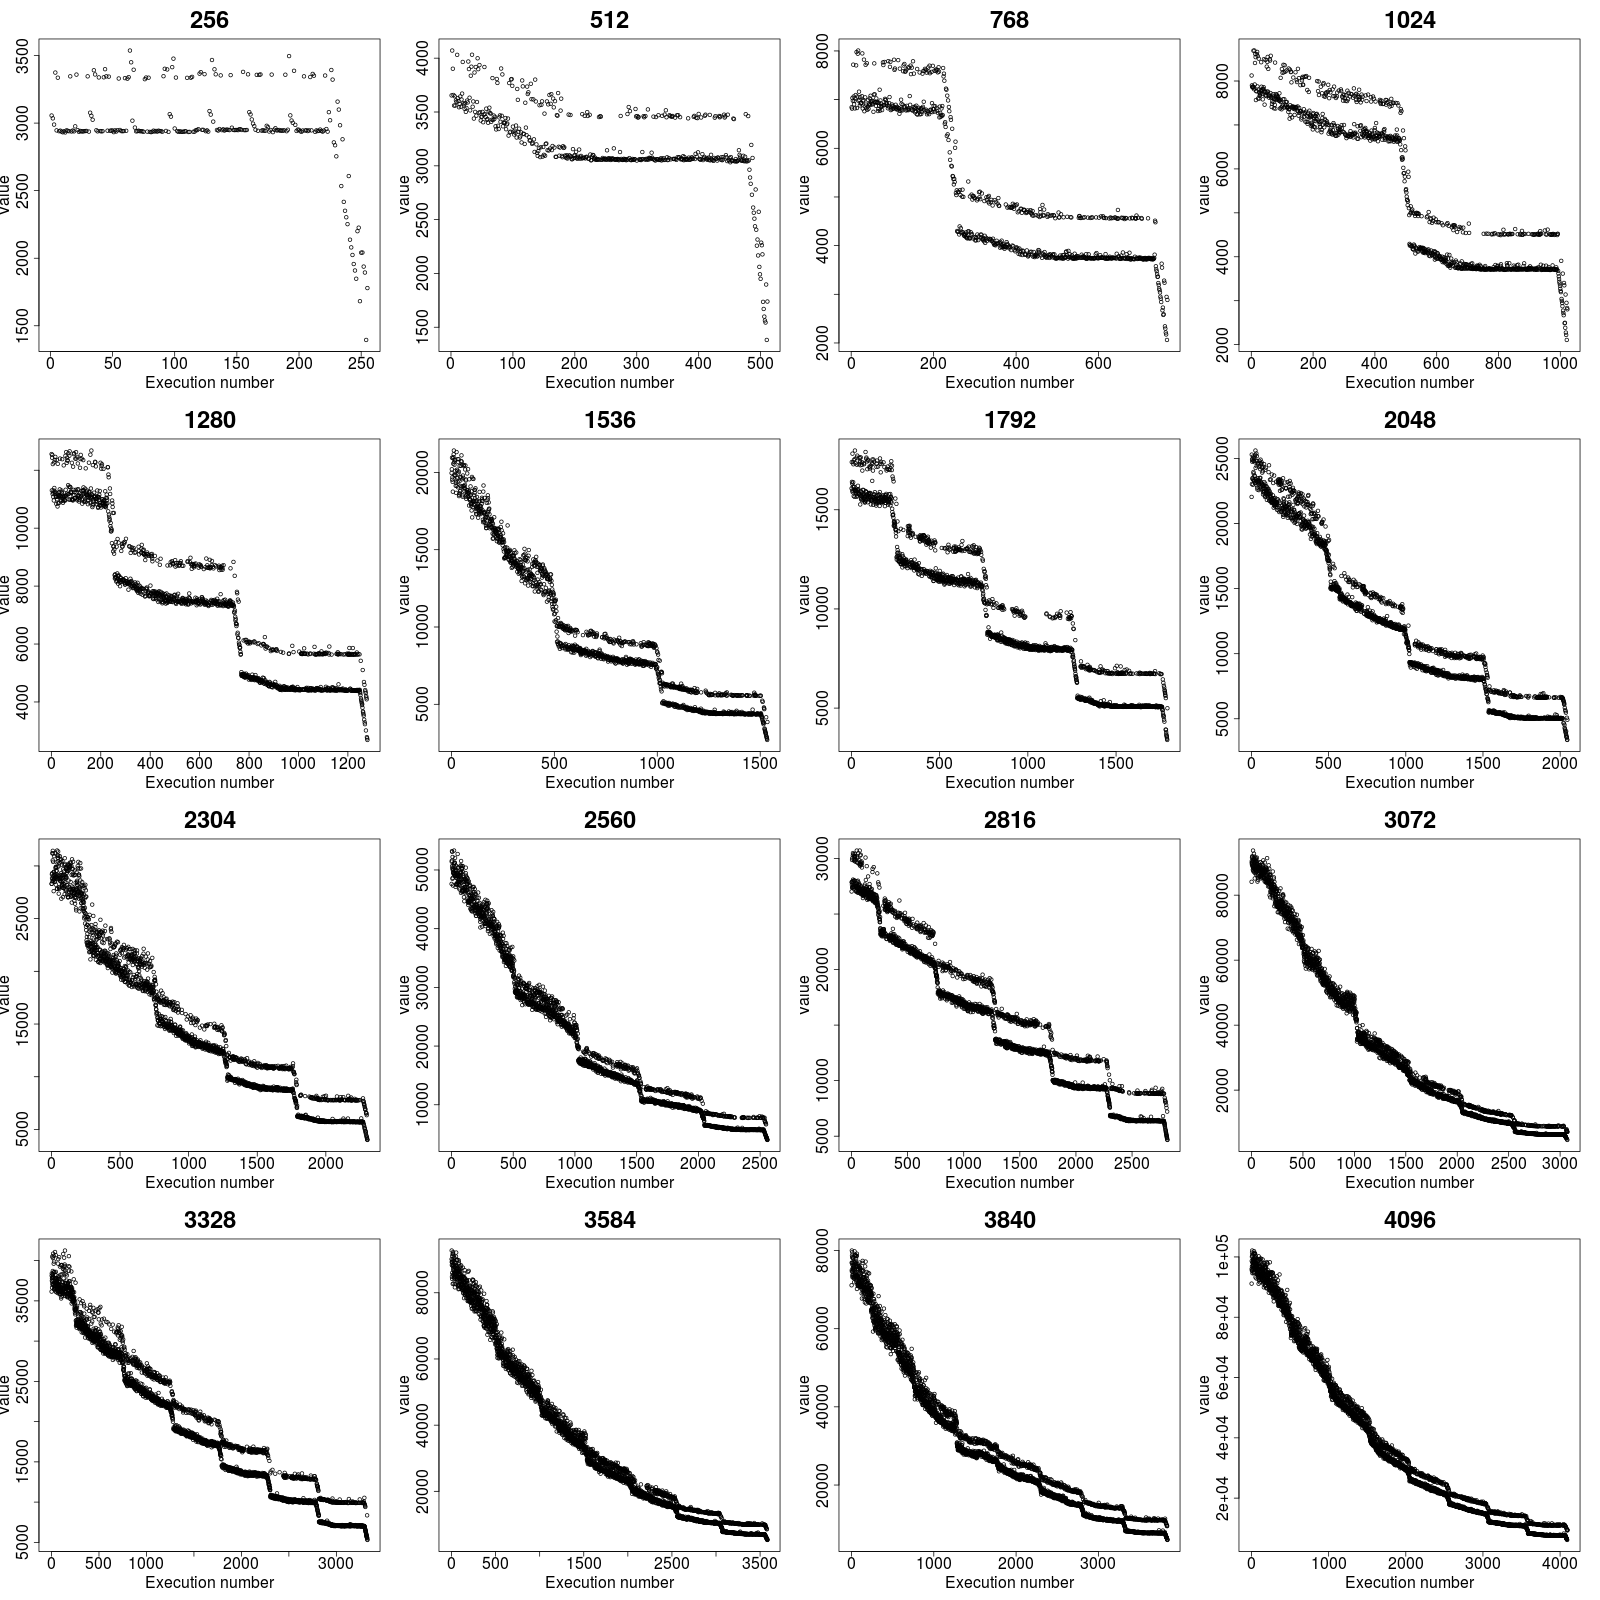 256
512
768
1024
value
1500 2000 2500 3000 3500
0 50 100 150 200 250
Execution number
value
1500 2000 2500 3000 3500 4000
0 100 200 300 400 500
Execution number
value
2000 4000 6000 8000
0 200 400 600
Execution number
value
2000 4000 6000 8000
0 200 400 600 800 1000
Execution number
1280
1536
1792
2048
value
4000 6000 8000 10000
0 200 400 600 800 1000 1200
Execution number
value
5000 10000 15000 20000
0 500 1000 1500
Execution number
value
5000 10000 15000
0 500 1000 1500
Execution number
value
5000 10000 15000 20000 25000
0 500 1000 1500 2000
Execution number
2304
2560
2816
3072
value
5000 15000 25000
0 500 1000 1500 2000
Execution number
value
10000 20000 30000 40000 50000
0 500 1000 1500 2000 2500
Execution number
value
5000 10000 20000 30000
0 500 1000 1500 2000 2500
Execution number
value
20000 40000 60000 80000
0 500 1000 1500 2000 2500 3000
Execution number
3328
3584
3840
4096
value
5000 15000 25000 35000
0 500 1000 2000 3000
Execution number
value
20000 40000 60000 80000
0 500 1500 2500 3500
Execution number
value
20000 40000 60000 80000
0 1000 2000 3000
Execution number
value
2e+04 4e+04 6e+04 8e+04 1e+05
0 1000 2000 3000 4000
Execution number